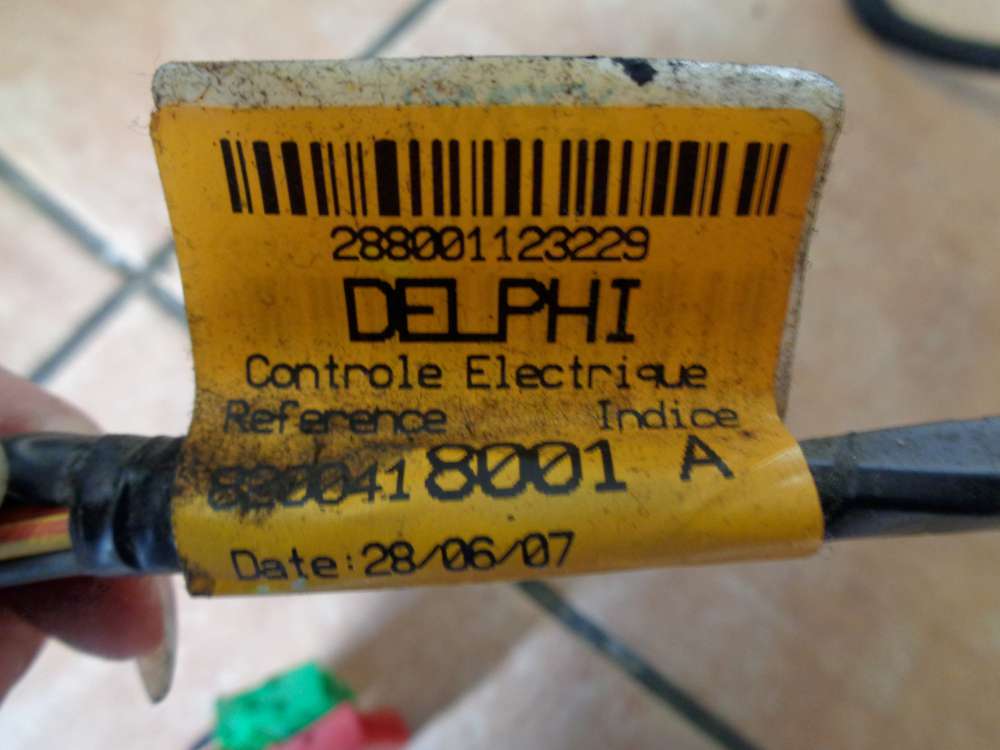 288001123229
DELPHI
Controle Electrique
Reference Indice
8200418001 A
Date:28/06/07